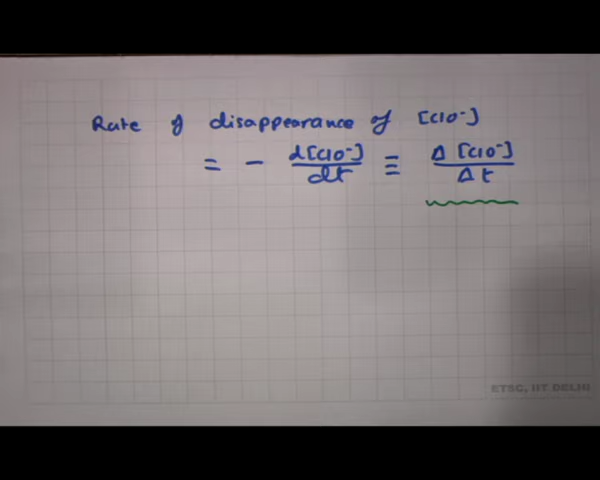 Rate of disappearance of [ClO⁻]
= - d[ClO⁻]/dt ≡ Δ [ClO⁻]/Δt
ETSC, IIT DELHI